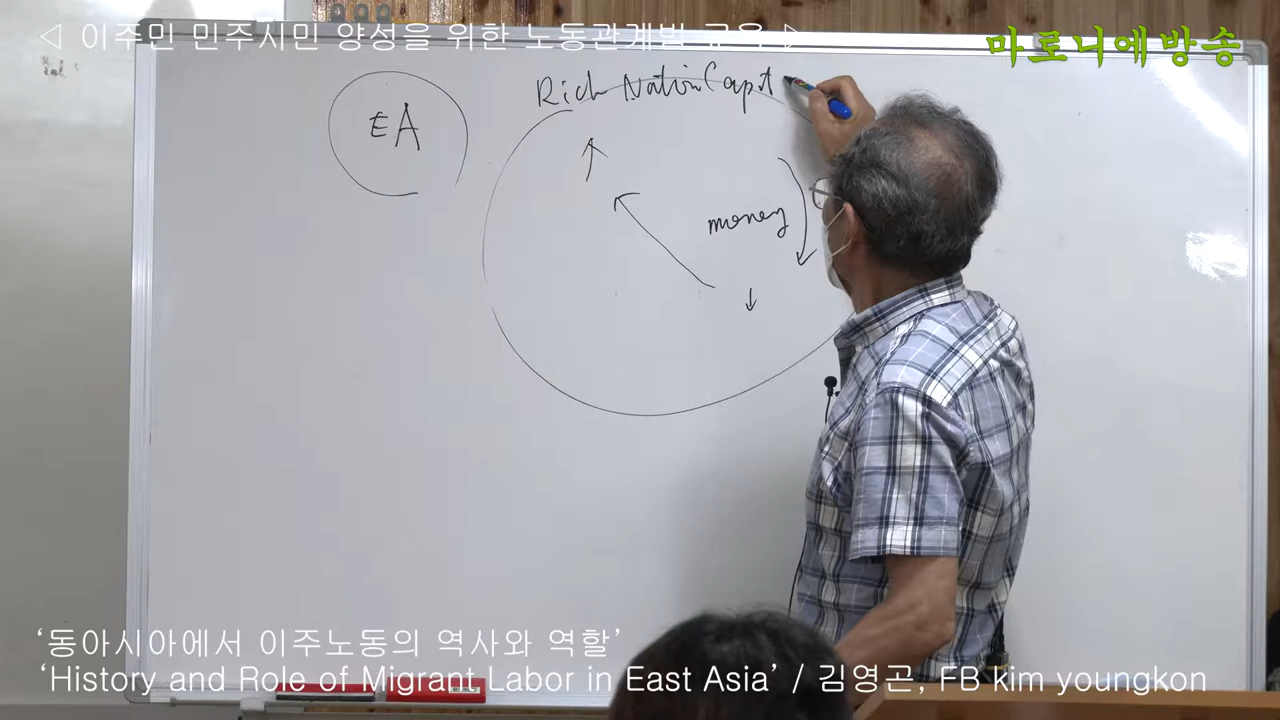 ◁ 이주민 민주시민 양성을 위한 노동관계법 교육 ▷
마로니에방송
EA
Rich Nation Capit
money
‘동아시아에서 이주노동의 역사와 역할’
‘History and Role of Migrant Labor in East Asia’ / 김영곤, FB kim youngkon